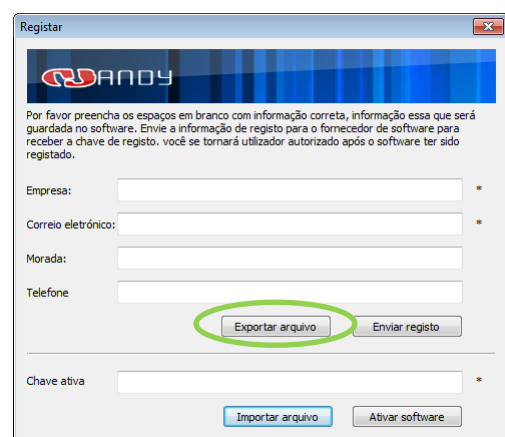 Registar
ANDY
Por favor preencha os espaços em branco com informação correta, informação essa que será
guardada no software. Envie a informação de registo para o fornecedor de software para
receber a chave de registo. você se tornará utilizador autorizado após o software ter sido
registado.
Empresa: *
Correio eletrónico: *
Morada:
Telefone
Exportar arquivo Enviar registo
Chave ativa *
Importar arquivo Ativar software